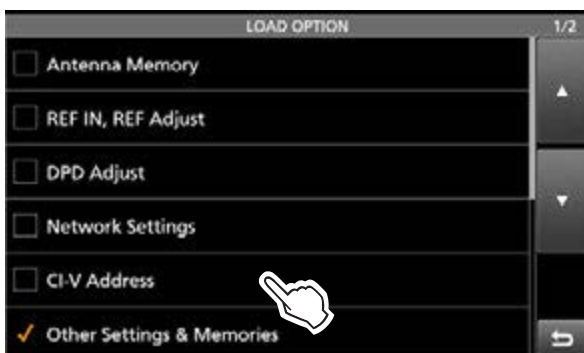 LOAD OPTION 1/2
Antenna Memory
REF IN, REF Adjust
DPD Adjust
Network Settings
CI-V Address
Other Settings & Memories